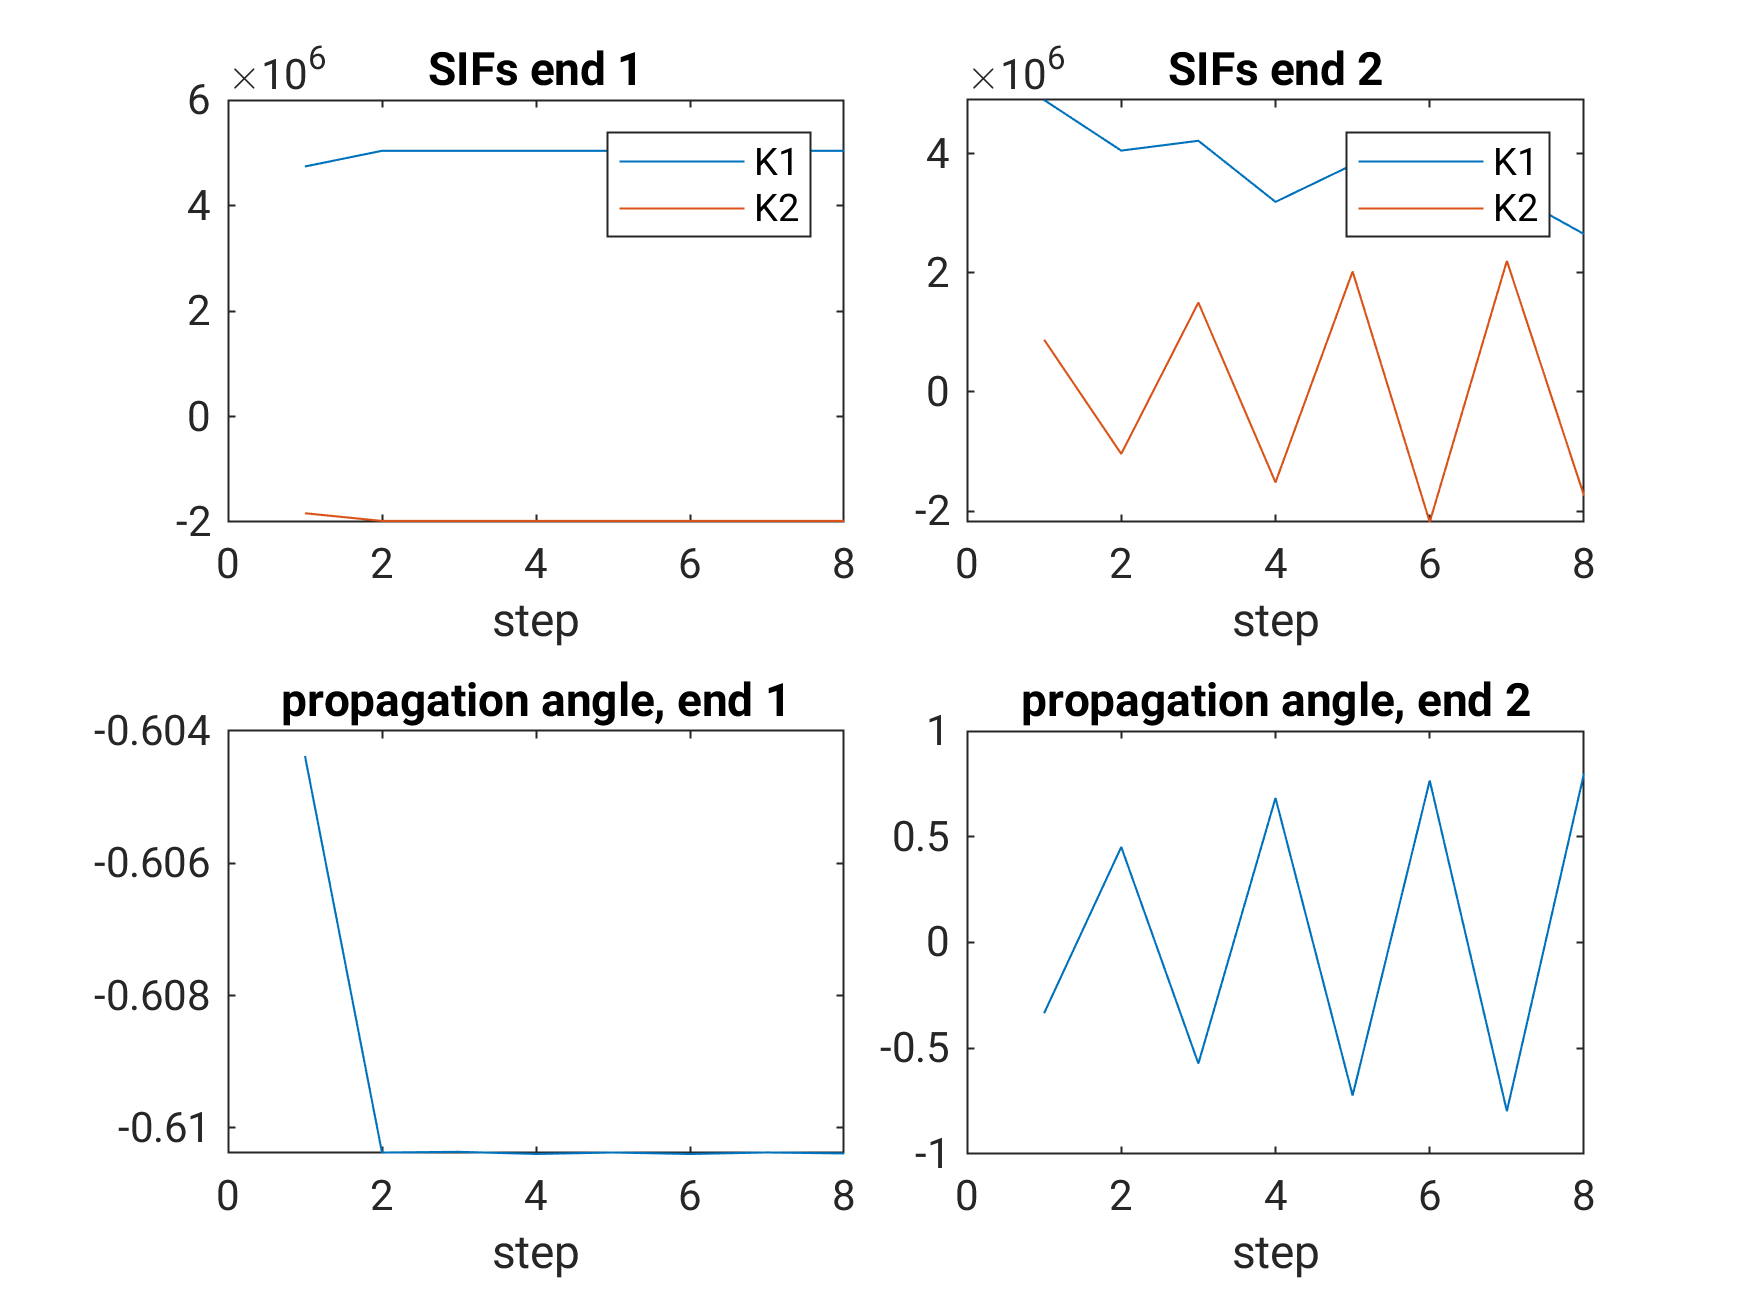 ×10^6
SIFs end 1
6
4
2
0
-2
K1
K2
0 2 4 6 8
step
×10^6
SIFs end 2
4
2
0
-2
K1
K2
0 2 4 6 8
step
propagation angle, end 1
-0.604
-0.606
-0.608
-0.61
0 2 4 6 8
step
propagation angle, end 2
1
0.5
0
-0.5
-1
0 2 4 6 8
step